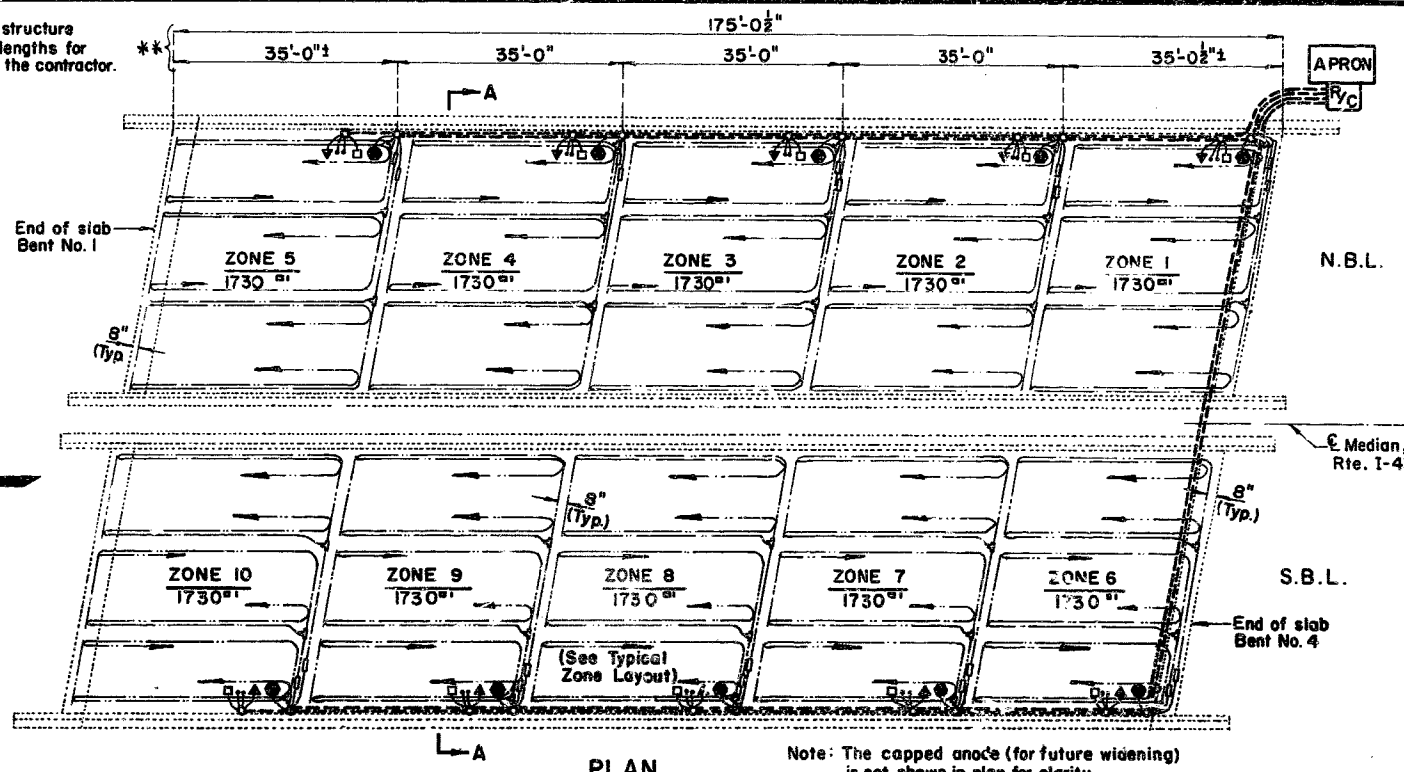 structure
lengths for
the contractor.
**
175'-0½"
35'-0"±
35'-0"
35'-0"
35'-0"
35'-0½"±
APRON
R/C
A
End of slab
Bent No. 1
ZONE 5
1730 □'
ZONE 4
1730 □'
ZONE 3
1730 □'
ZONE 2
1730 □'
ZONE 1
1730 □'
N.B.L.
8"
(Typ.
℄ Median,
Rte. I-4
8"
(Typ.)
8"
(Typ.)
ZONE 10
1730 □'
ZONE 9
1730 □'
ZONE 8
1730 □'
ZONE 7
1730 □'
ZONE 6
1730 □'
S.B.L.
End of slab
Bent No. 4
(See Typical
Zone Layout)
A
PLAN
Note: The capped anode (for future widening)
is not shown in plan for clarity